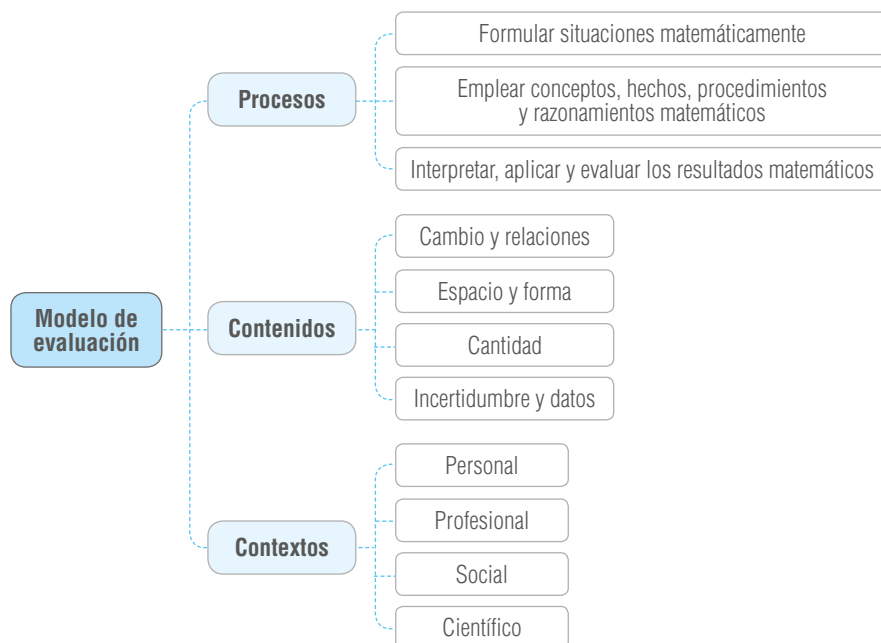 Formular situaciones matemáticamente
Procesos
Emplear conceptos, hechos, procedimientos
y razonamientos matemáticos
Interpretar, aplicar y evaluar los resultados matemáticos
Cambio y relaciones
Espacio y forma
Modelo de
evaluación
Contenidos
Cantidad
Incertidumbre y datos
Personal
Profesional
Contextos
Social
Científico